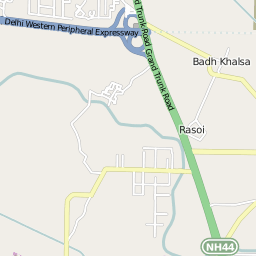 Delhi Western Peripheral Expressway
Grand Trunk Road Grand Trunk Road
Badh Khalsa
Rasoi
NH44